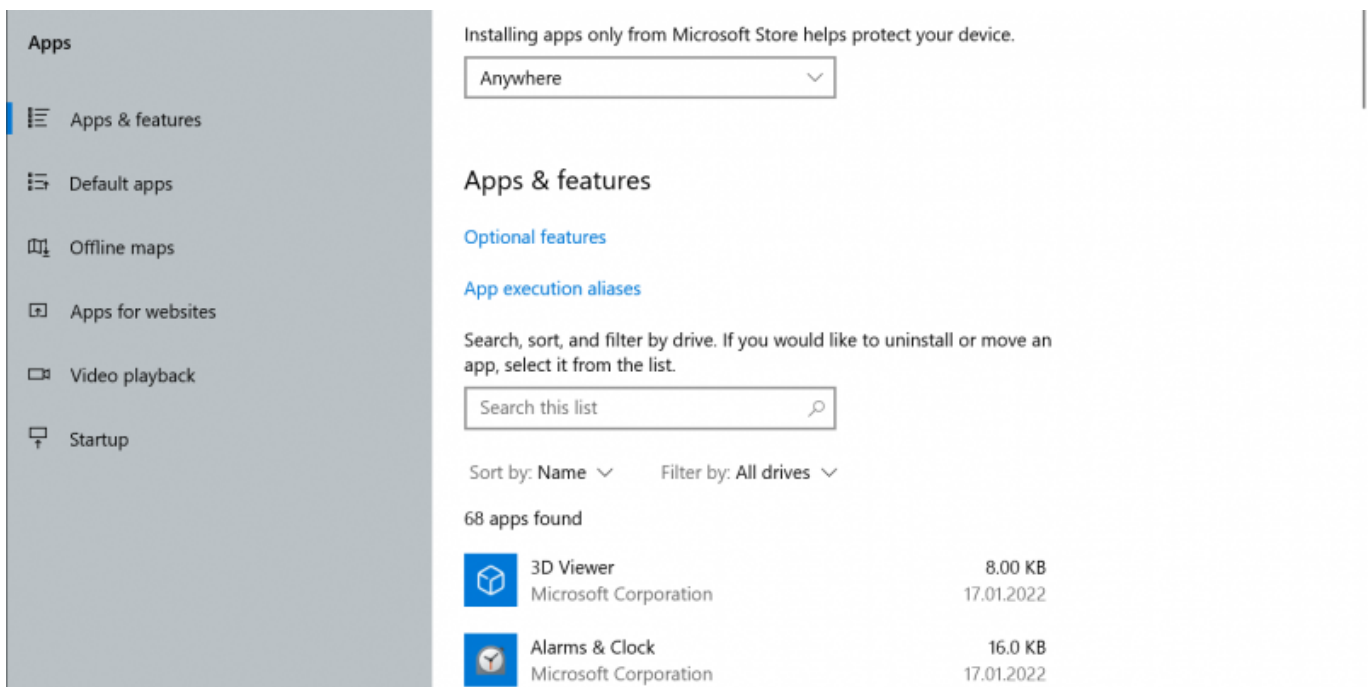 Apps
Apps & features
Default apps
Offline maps
Apps for websites
Video playback
Startup
Installing apps only from Microsoft Store helps protect your device.
Anywhere
Apps & features
Optional features
App execution aliases
Search, sort, and filter by drive. If you would like to uninstall or move an
app, select it from the list.
Search this list
Sort by: Name Filter by: All drives
68 apps found
3D Viewer 8.00 KB
Microsoft Corporation 17.01.2022
Alarms & Clock 16.0 KB
Microsoft Corporation 17.01.2022